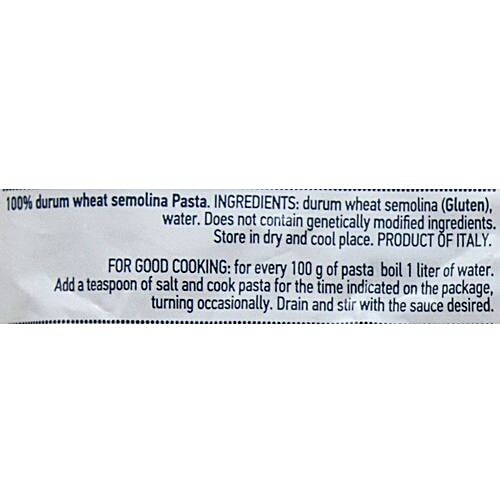 100% durum wheat semolina Pasta. INGREDIENTS: durum wheat semolina (Gluten),
water. Does not contain genetically modified ingredients.
Store in dry and cool place. PRODUCT OF ITALY.
FOR GOOD COOKING: for every 100 g of pasta boil 1 liter of water.
Add a teaspoon of salt and cook pasta for the time indicated on the package,
turning occasionally. Drain and stir with the sauce desired.